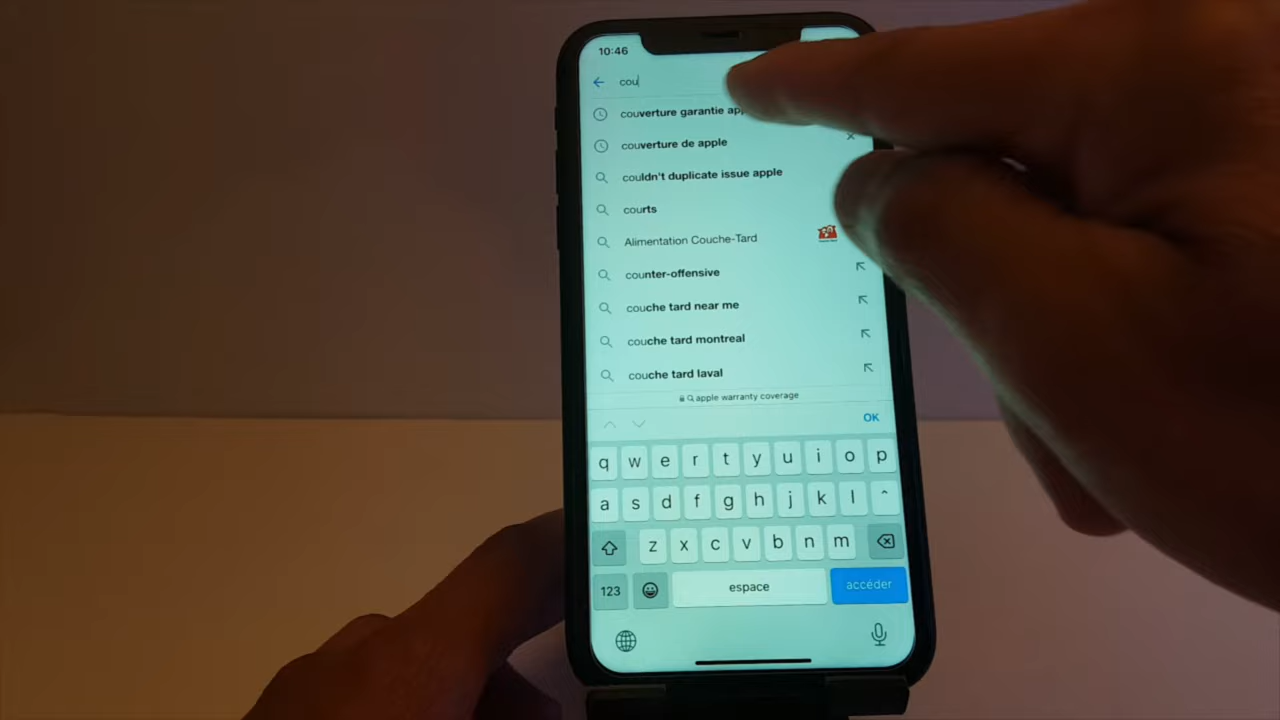 10:46
cou
couverture garantie
couverture de apple
couldn't duplicate issue apple
courts
Alimentation Couche-Tard
counter-offensive
couche tard near me
couche tard montreal
couche tard laval
apple warranty coverage
OK
q w e r t y u i o p
a s d f g h j k l ^
z x c v b n m
123 espace accéder